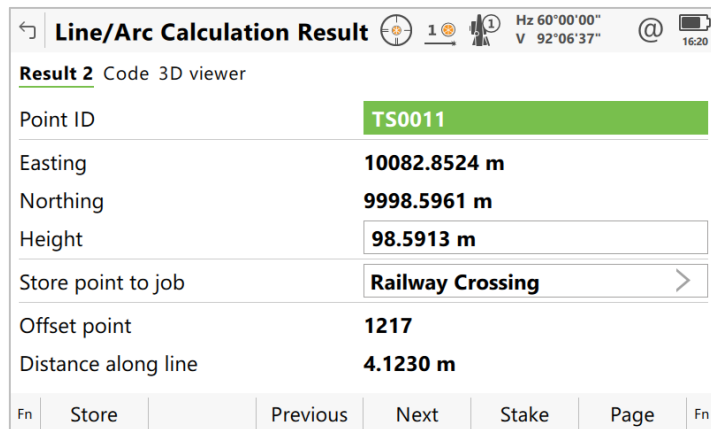 Line/Arc Calculation Result 1 1 Hz 60°00'00" @
V 92°06'37" 16:20
Result 2 Code 3D viewer
Point ID TS0011
Easting 10082.8524 m
Northing 9998.5961 m
Height 98.5913 m
Store point to job Railway Crossing
Offset point 1217
Distance along line 4.1230 m
Fn Store Previous Next Stake Page Fn